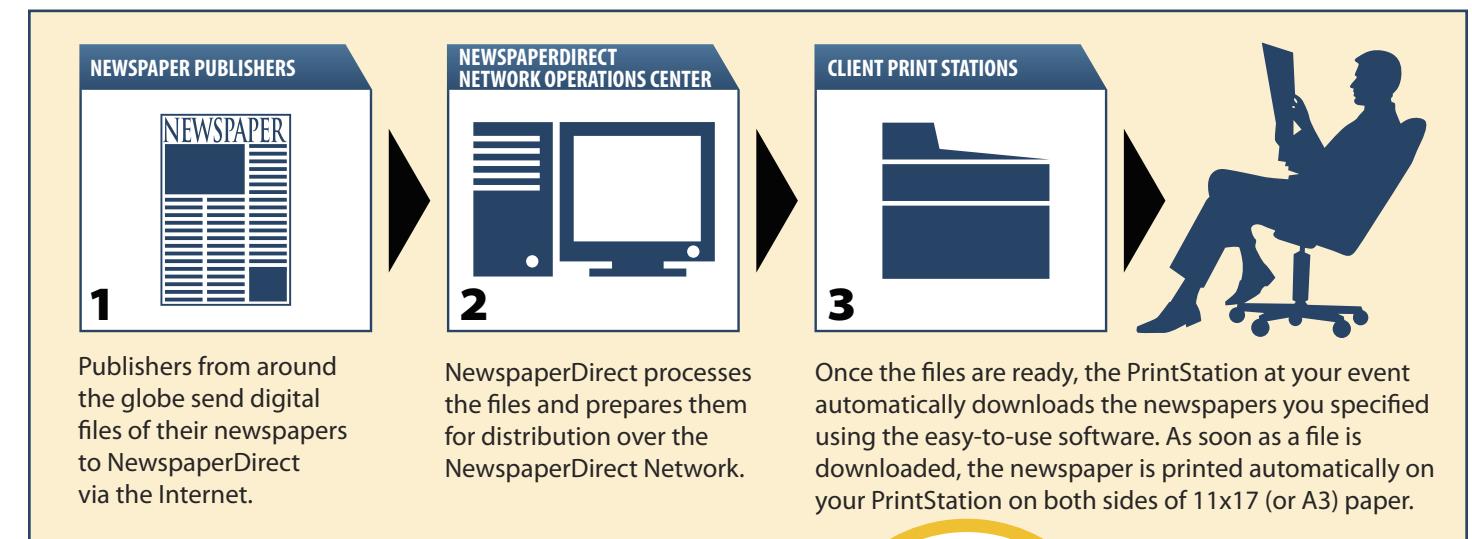 NEWSPAPER PUBLISHERS
NEWSPAPER
1
Publishers from around
the globe send digital
files of their newspapers
to NewspaperDirect
via the Internet.
NEWSPAPERDIRECT
NETWORK OPERATIONS CENTER
2
NewspaperDirect processes
the files and prepares them
for distribution over the
NewspaperDirect Network.
CLIENT PRINT STATIONS
3
Once the files are ready, the PrintStation at your event
automatically downloads the newspapers you specified
using the easy-to-use software. As soon as a file is
downloaded, the newspaper is printed automatically on
your PrintStation on both sides of 11x17 (or A3) paper.